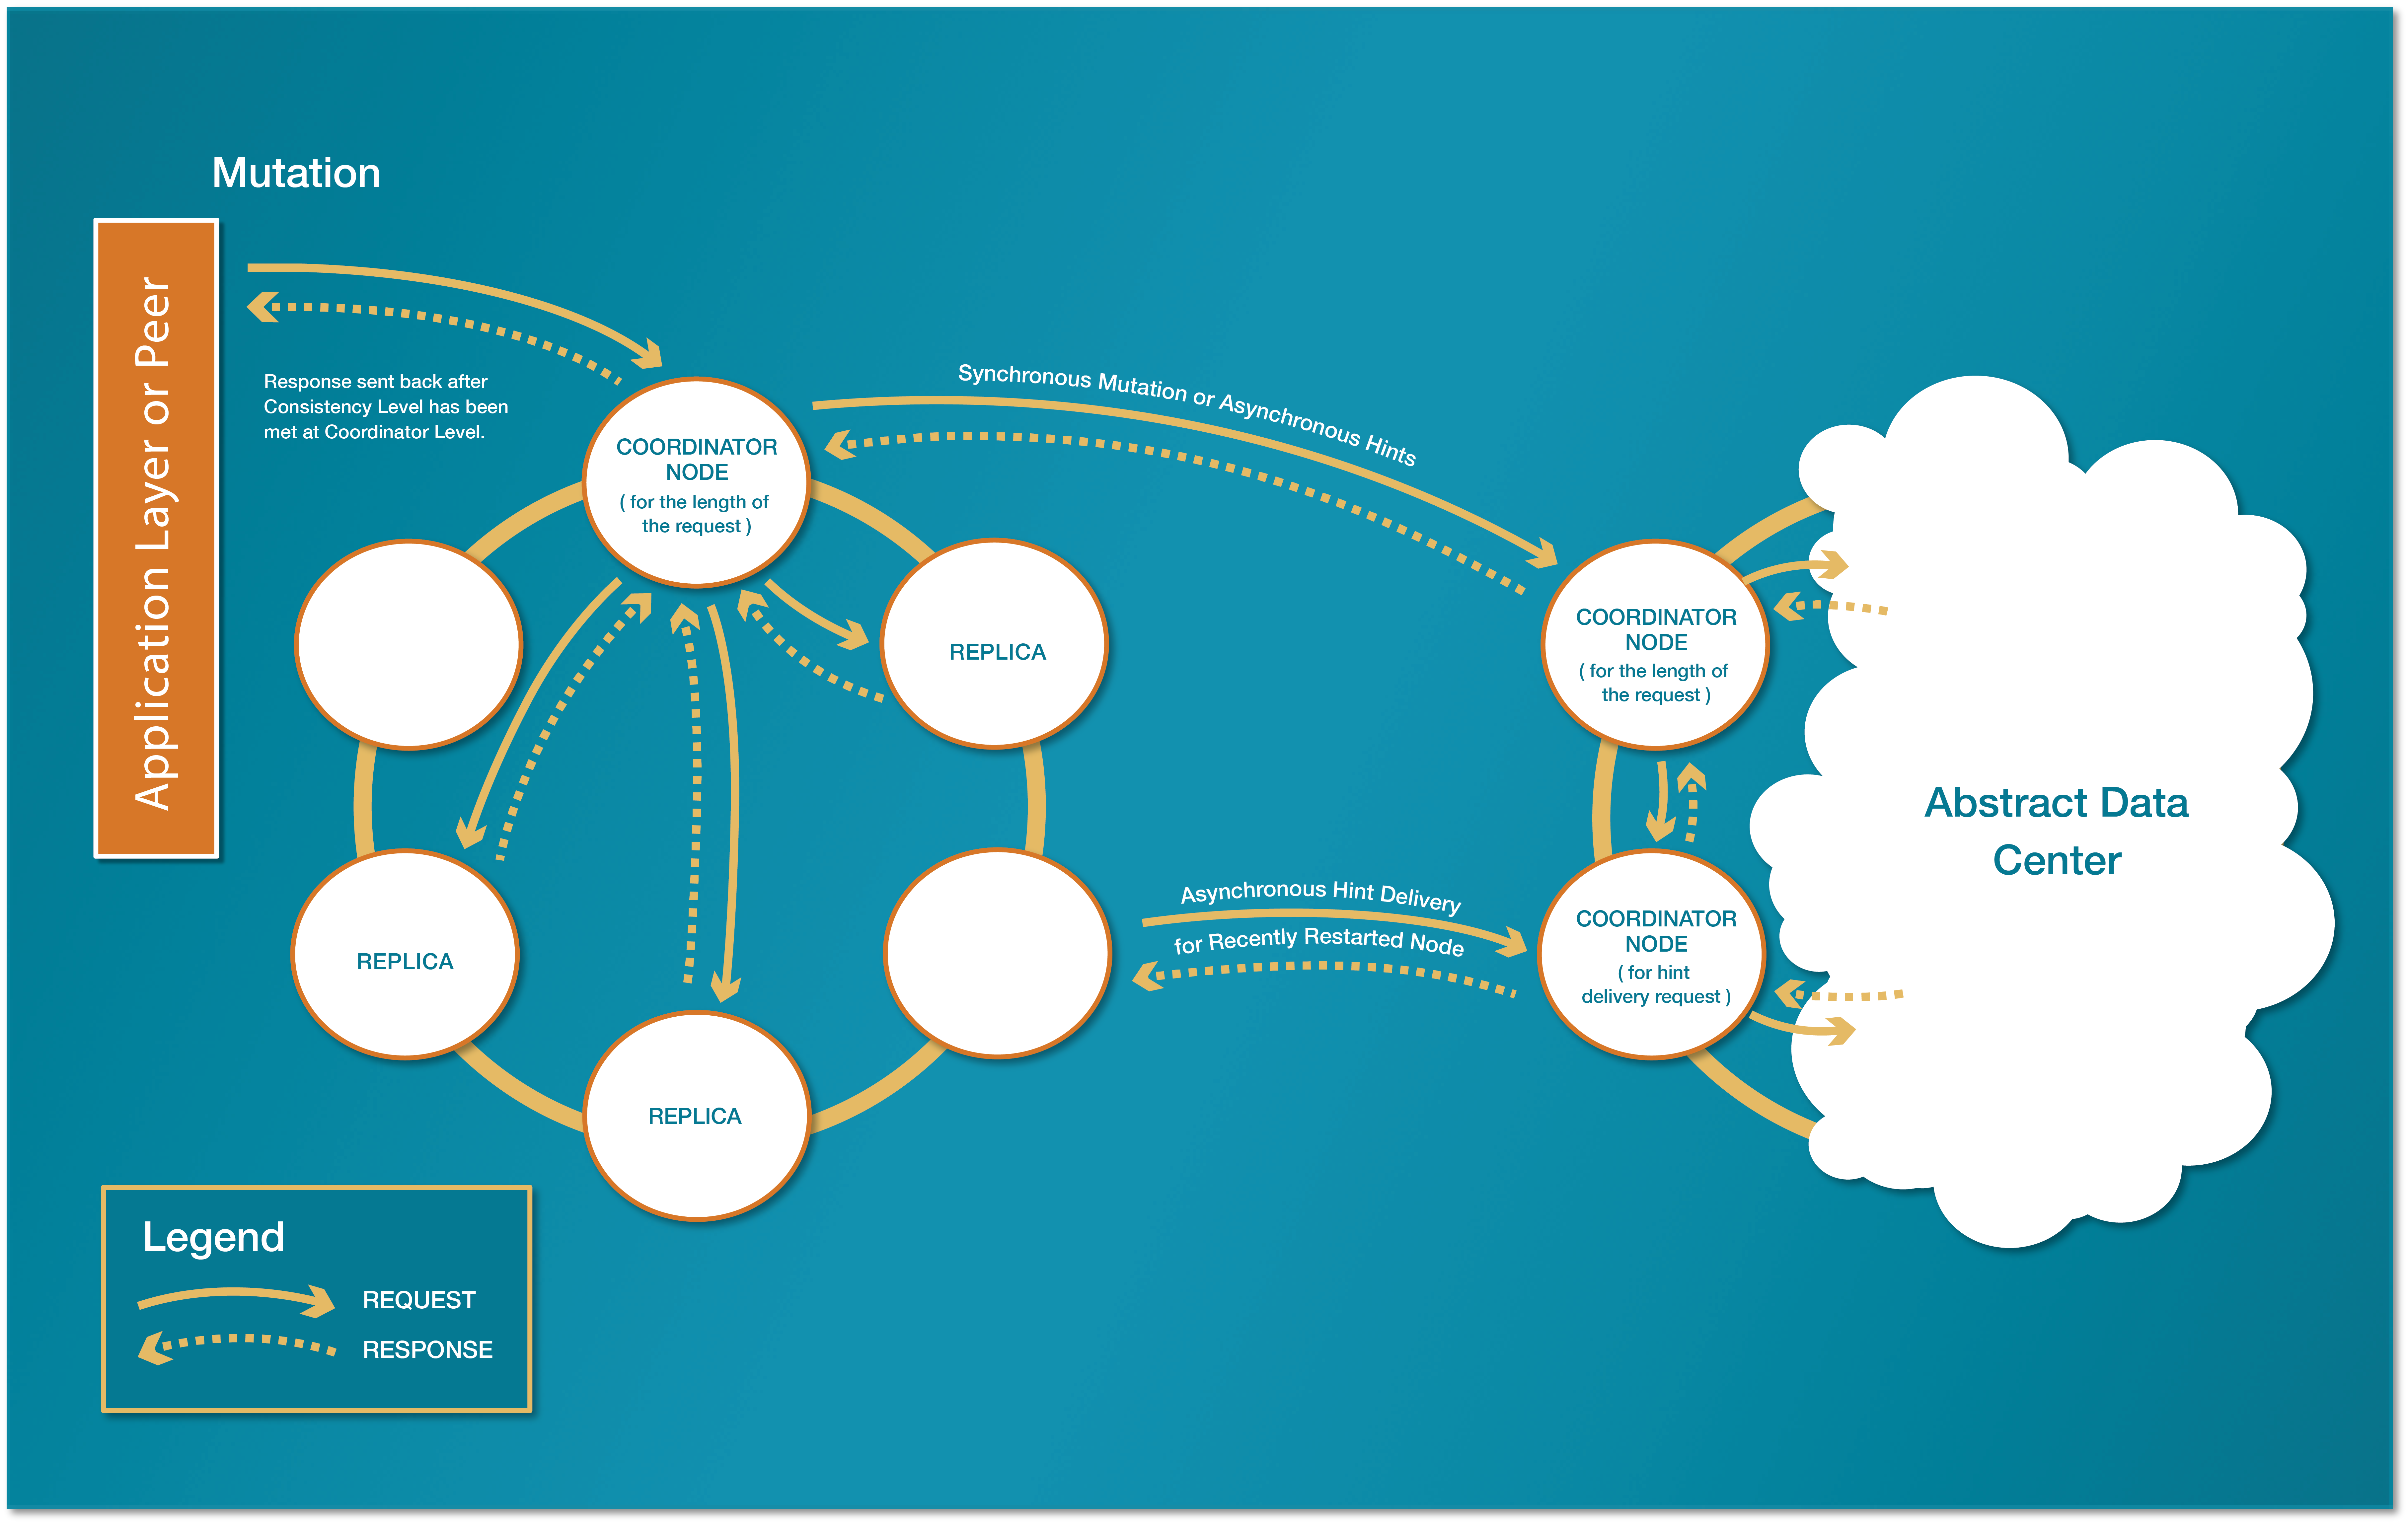 Mutation
Application Layer or Peer
Response sent back after
Consistency Level has been
met at Coordinator Level.
COORDINATOR
NODE
( for the length of
the request )
Synchronous Mutation or Asynchronous Hints
REPLICA
REPLICA
REPLICA
COORDINATOR
NODE
( for the length of
the request )
Asynchronous Hint Delivery
for Recently Restarted Node
COORDINATOR
NODE
( for hint
delivery request )
Abstract Data
Center
Legend
REQUEST
RESPONSE